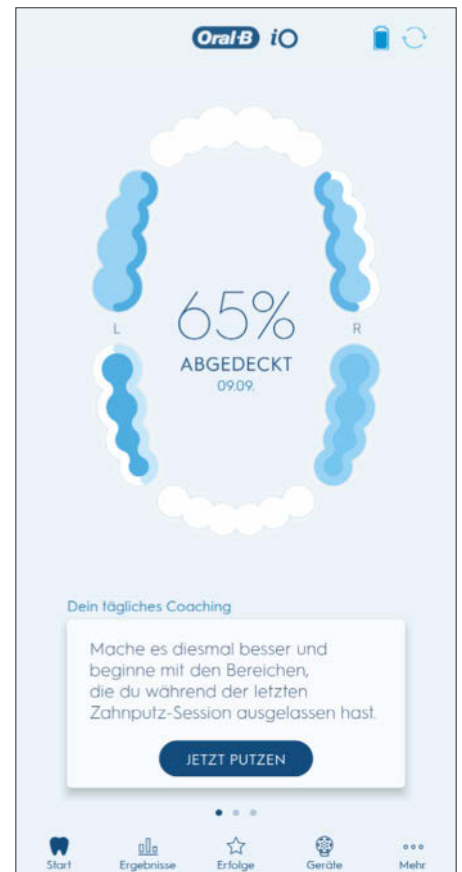 Oral-B iO
65%
L
R
ABGEDECKT
09.09.
Dein tägliches Coaching
Mache es diesmal besser und
beginne mit den Bereichen,
die du während der letzten
Zahnputz-Session ausgelassen hast.
JETZT PUTZEN
Start Ergebnisse Erfolge Geräte Mehr